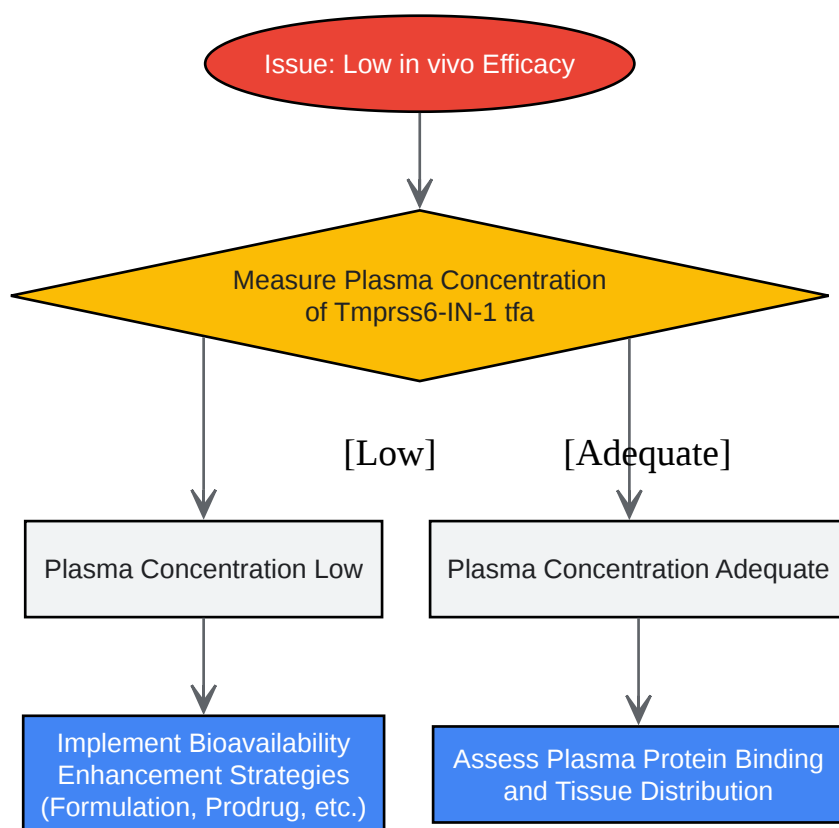 Issue: Low in vivo Efficacy
Measure Plasma Concentration
of Tmprss6-IN-1 tfa
[Low]
[Adequate]
Plasma Concentration Low
Plasma Concentration Adequate
Implement Bioavailability
Enhancement Strategies
(Formulation, Prodrug, etc.)
Assess Plasma Protein Binding
and Tissue Distribution